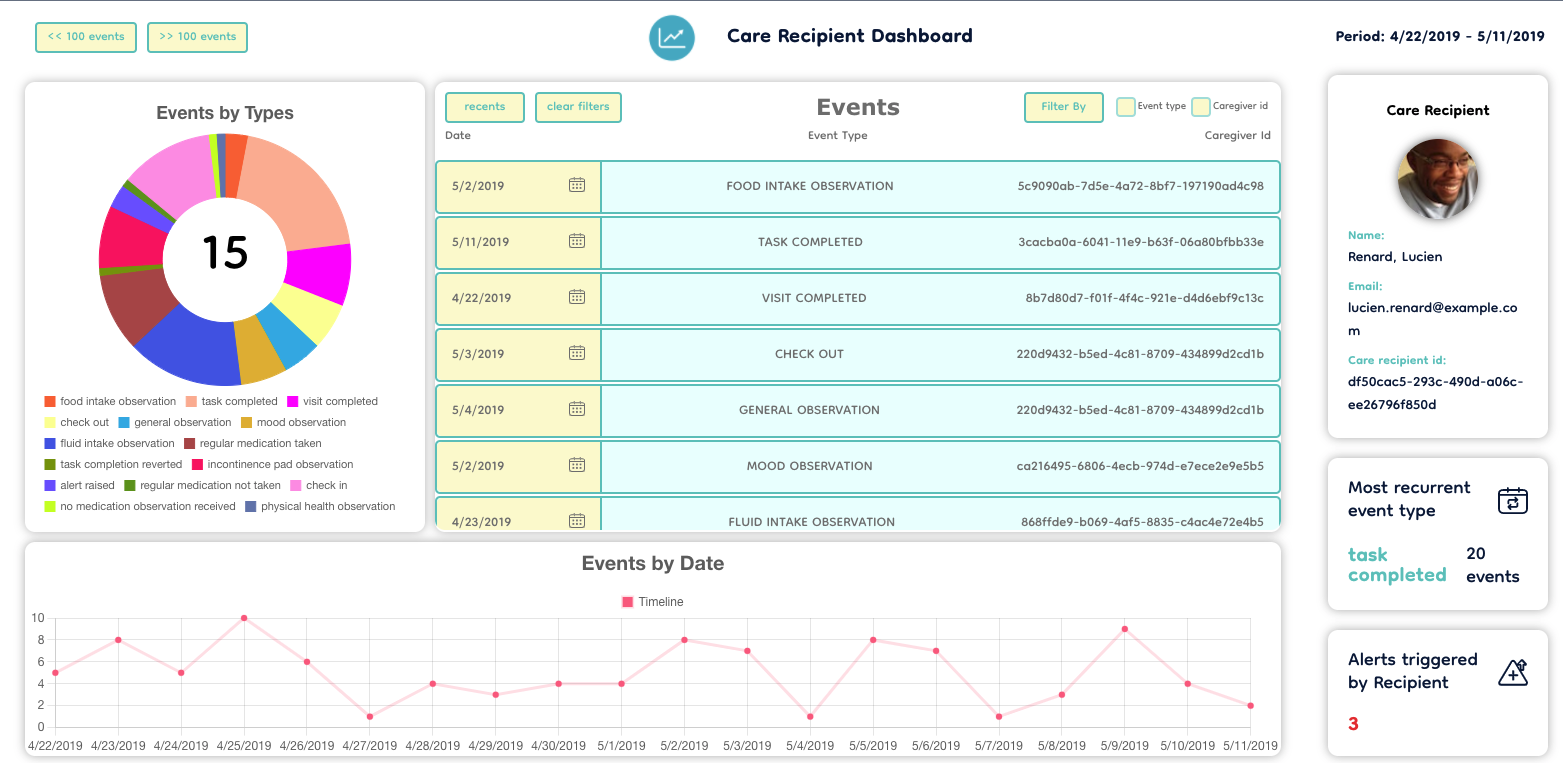 << 100 events
>> 100 events
Care Recipient Dashboard
Period: 4/22/2019 - 5/11/2019
Events by Types
15
food intake observation task completed visit completed
check out general observation mood observation
fluid intake observation regular medication taken
task completion reverted incontinence pad observation
alert raised regular medication not taken check in
no medication observation received physical health observation
recents clear filters Events Filter By Event type Caregiver id
Date Event Type Caregiver Id
5/2/2019 FOOD INTAKE OBSERVATION 5c9090ab-7d5e-4a72-8bf7-197190ad4c98
5/11/2019 TASK COMPLETED 3cacba0a-6041-11e9-b63f-06a80bfbb33e
4/22/2019 VISIT COMPLETED 8b7d80d7-f01f-4f4c-921e-d4d6ebf9c13c
5/3/2019 CHECK OUT 220d9432-b5ed-4c81-8709-434899d2cd1b
5/4/2019 GENERAL OBSERVATION 220d9432-b5ed-4c81-8709-434899d2cd1b
5/2/2019 MOOD OBSERVATION ca216495-6806-4ecb-974d-e7ece2e9e5b5
4/23/2019 FLUID INTAKE OBSERVATION 868ffde9-b069-4af5-8835-c4ac4e72e4b5
Care Recipient
Name:
Renard, Lucien
Email:
lucien.renard@example.co
m
Care recipient id:
df50cac5-293c-490d-a06c-
ee26796f850d
Most recurrent
event type
task
completed
20
events
Alerts triggered
by Recipient
3
Events by Date
Timeline
10
8
6
4
2
0
4/22/2019 4/23/2019 4/24/2019 4/25/2019 4/26/2019 4/27/2019 4/28/2019 4/29/2019 4/30/2019 5/1/2019 5/2/2019 5/3/2019 5/4/2019 5/5/2019 5/6/2019 5/7/2019 5/8/2019 5/9/2019 5/10/2019 5/11/2019